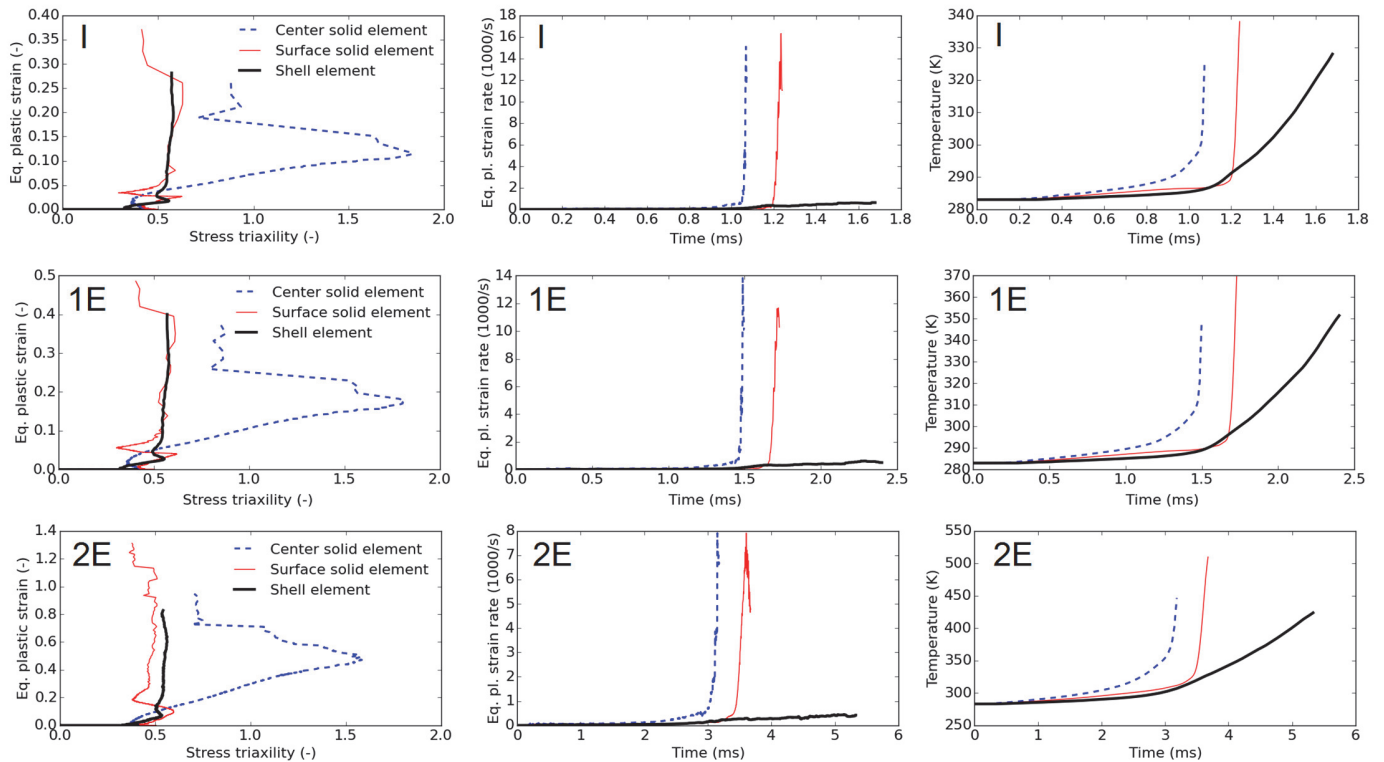 I
Eq. plastic strain (-)
0.40
0.35
0.30
0.25
0.20
0.15
0.10
0.05
0.00
Center solid element
Surface solid element
Shell element
0.0 0.5 1.0 1.5 2.0
Stress triaxility (-)
I
Eq. pl. strain rate (1000/s)
18
16
14
12
10
8
6
4
2
0
0.0 0.2 0.4 0.6 0.8 1.0 1.2 1.4 1.6 1.8
Time (ms)
I
Temperature (K)
340
330
320
310
300
290
280
0.0 0.2 0.4 0.6 0.8 1.0 1.2 1.4 1.6 1.8
Time (ms)
1E
Eq. plastic strain (-)
0.5
0.4
0.3
0.2
0.1
0.0
Center solid element
Surface solid element
Shell element
0.0 0.5 1.0 1.5 2.0
Stress triaxility (-)
1E
Eq. pl. strain rate (1000/s)
14
12
10
8
6
4
2
0
0.0 0.5 1.0 1.5 2.0 2.5
Time (ms)
1E
Temperature (K)
370
360
350
340
330
320
310
300
290
280
0.0 0.5 1.0 1.5 2.0 2.5
Time (ms)
2E
Eq. plastic strain (-)
1.4
1.2
1.0
0.8
0.6
0.4
0.2
0.0
Center solid element
Surface solid element
Shell element
0.0 0.5 1.0 1.5 2.0
Stress triaxility (-)
2E
Eq. pl. strain rate (1000/s)
8
7
6
5
4
3
2
1
0
0 1 2 3 4 5 6
Time (ms)
2E
Temperature (K)
550
500
450
400
350
300
250
0 1 2 3 4 5 6
Time (ms)